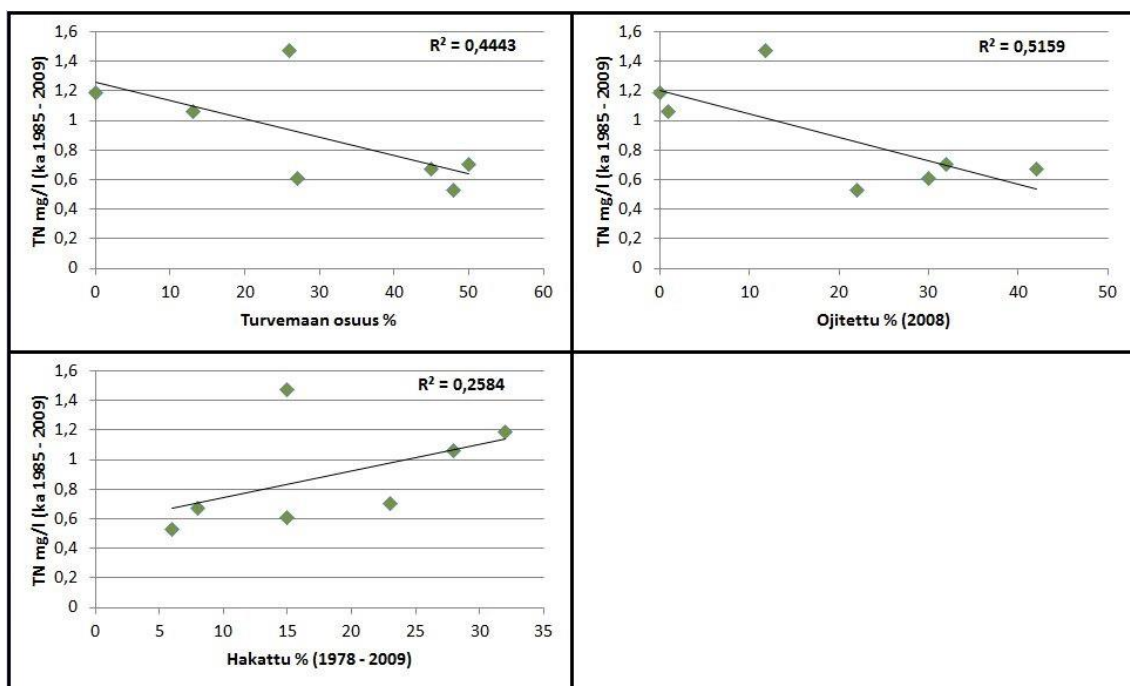 R² = 0,4443
TN mg/l (ka 1985 - 2009)
1,6
1,4
1,2
1
0,8
0,6
0,4
0,2
0
0 10 20 30 40 50 60
Turvemaan osuus %
R² = 0,5159
TN mg/l (ka 1985 - 2009)
1,6
1,4
1,2
1
0,8
0,6
0,4
0,2
0
0 10 20 30 40 50
Ojitettu % (2008)
R² = 0,2584
TN mg/l (ka 1985 - 2009)
1,6
1,4
1,2
1
0,8
0,6
0,4
0,2
0
0 5 10 15 20 25 30 35
Hakattu % (1978 - 2009)